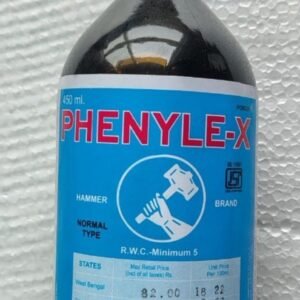 450 ml.
POISON
PHENYLE-X
HAMMER BRAND
NORMAL
TYPE
R.W.C.-Minimum 5
STATES Max Retail Price Unit Price
(Incl of all taxes) Rs. (Per 100ml)
West Bengal 82.00 18 22